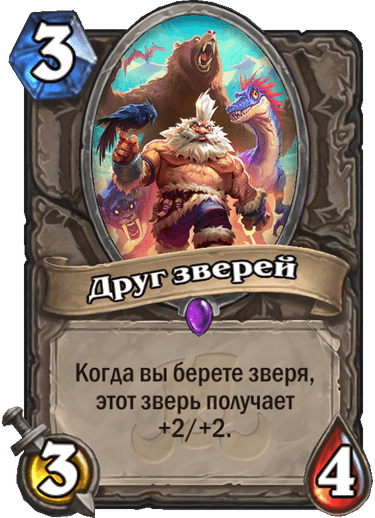 3
Друг зверей
Когда вы берете зверя,
этот зверь получает
+2/+2.
3
4